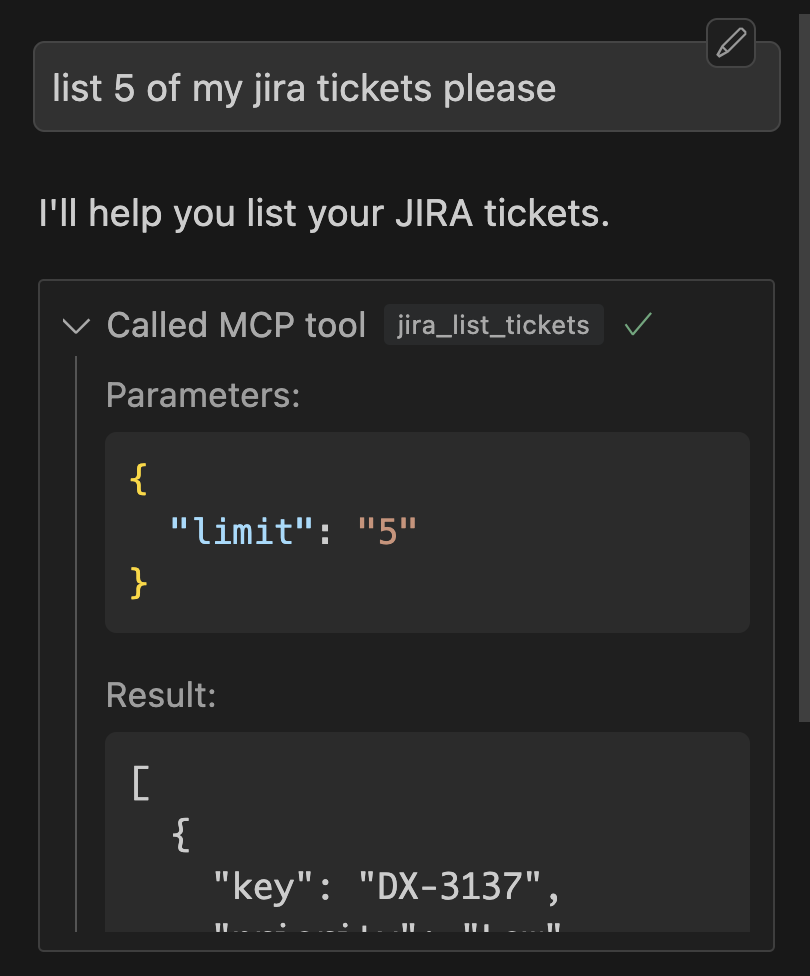 list 5 of my jira tickets please
I'll help you list your JIRA tickets.
Called MCP tool jira_list_tickets
Parameters:
{
"limit": "5"
}
Result:
[
{
"key": "DX-3137",